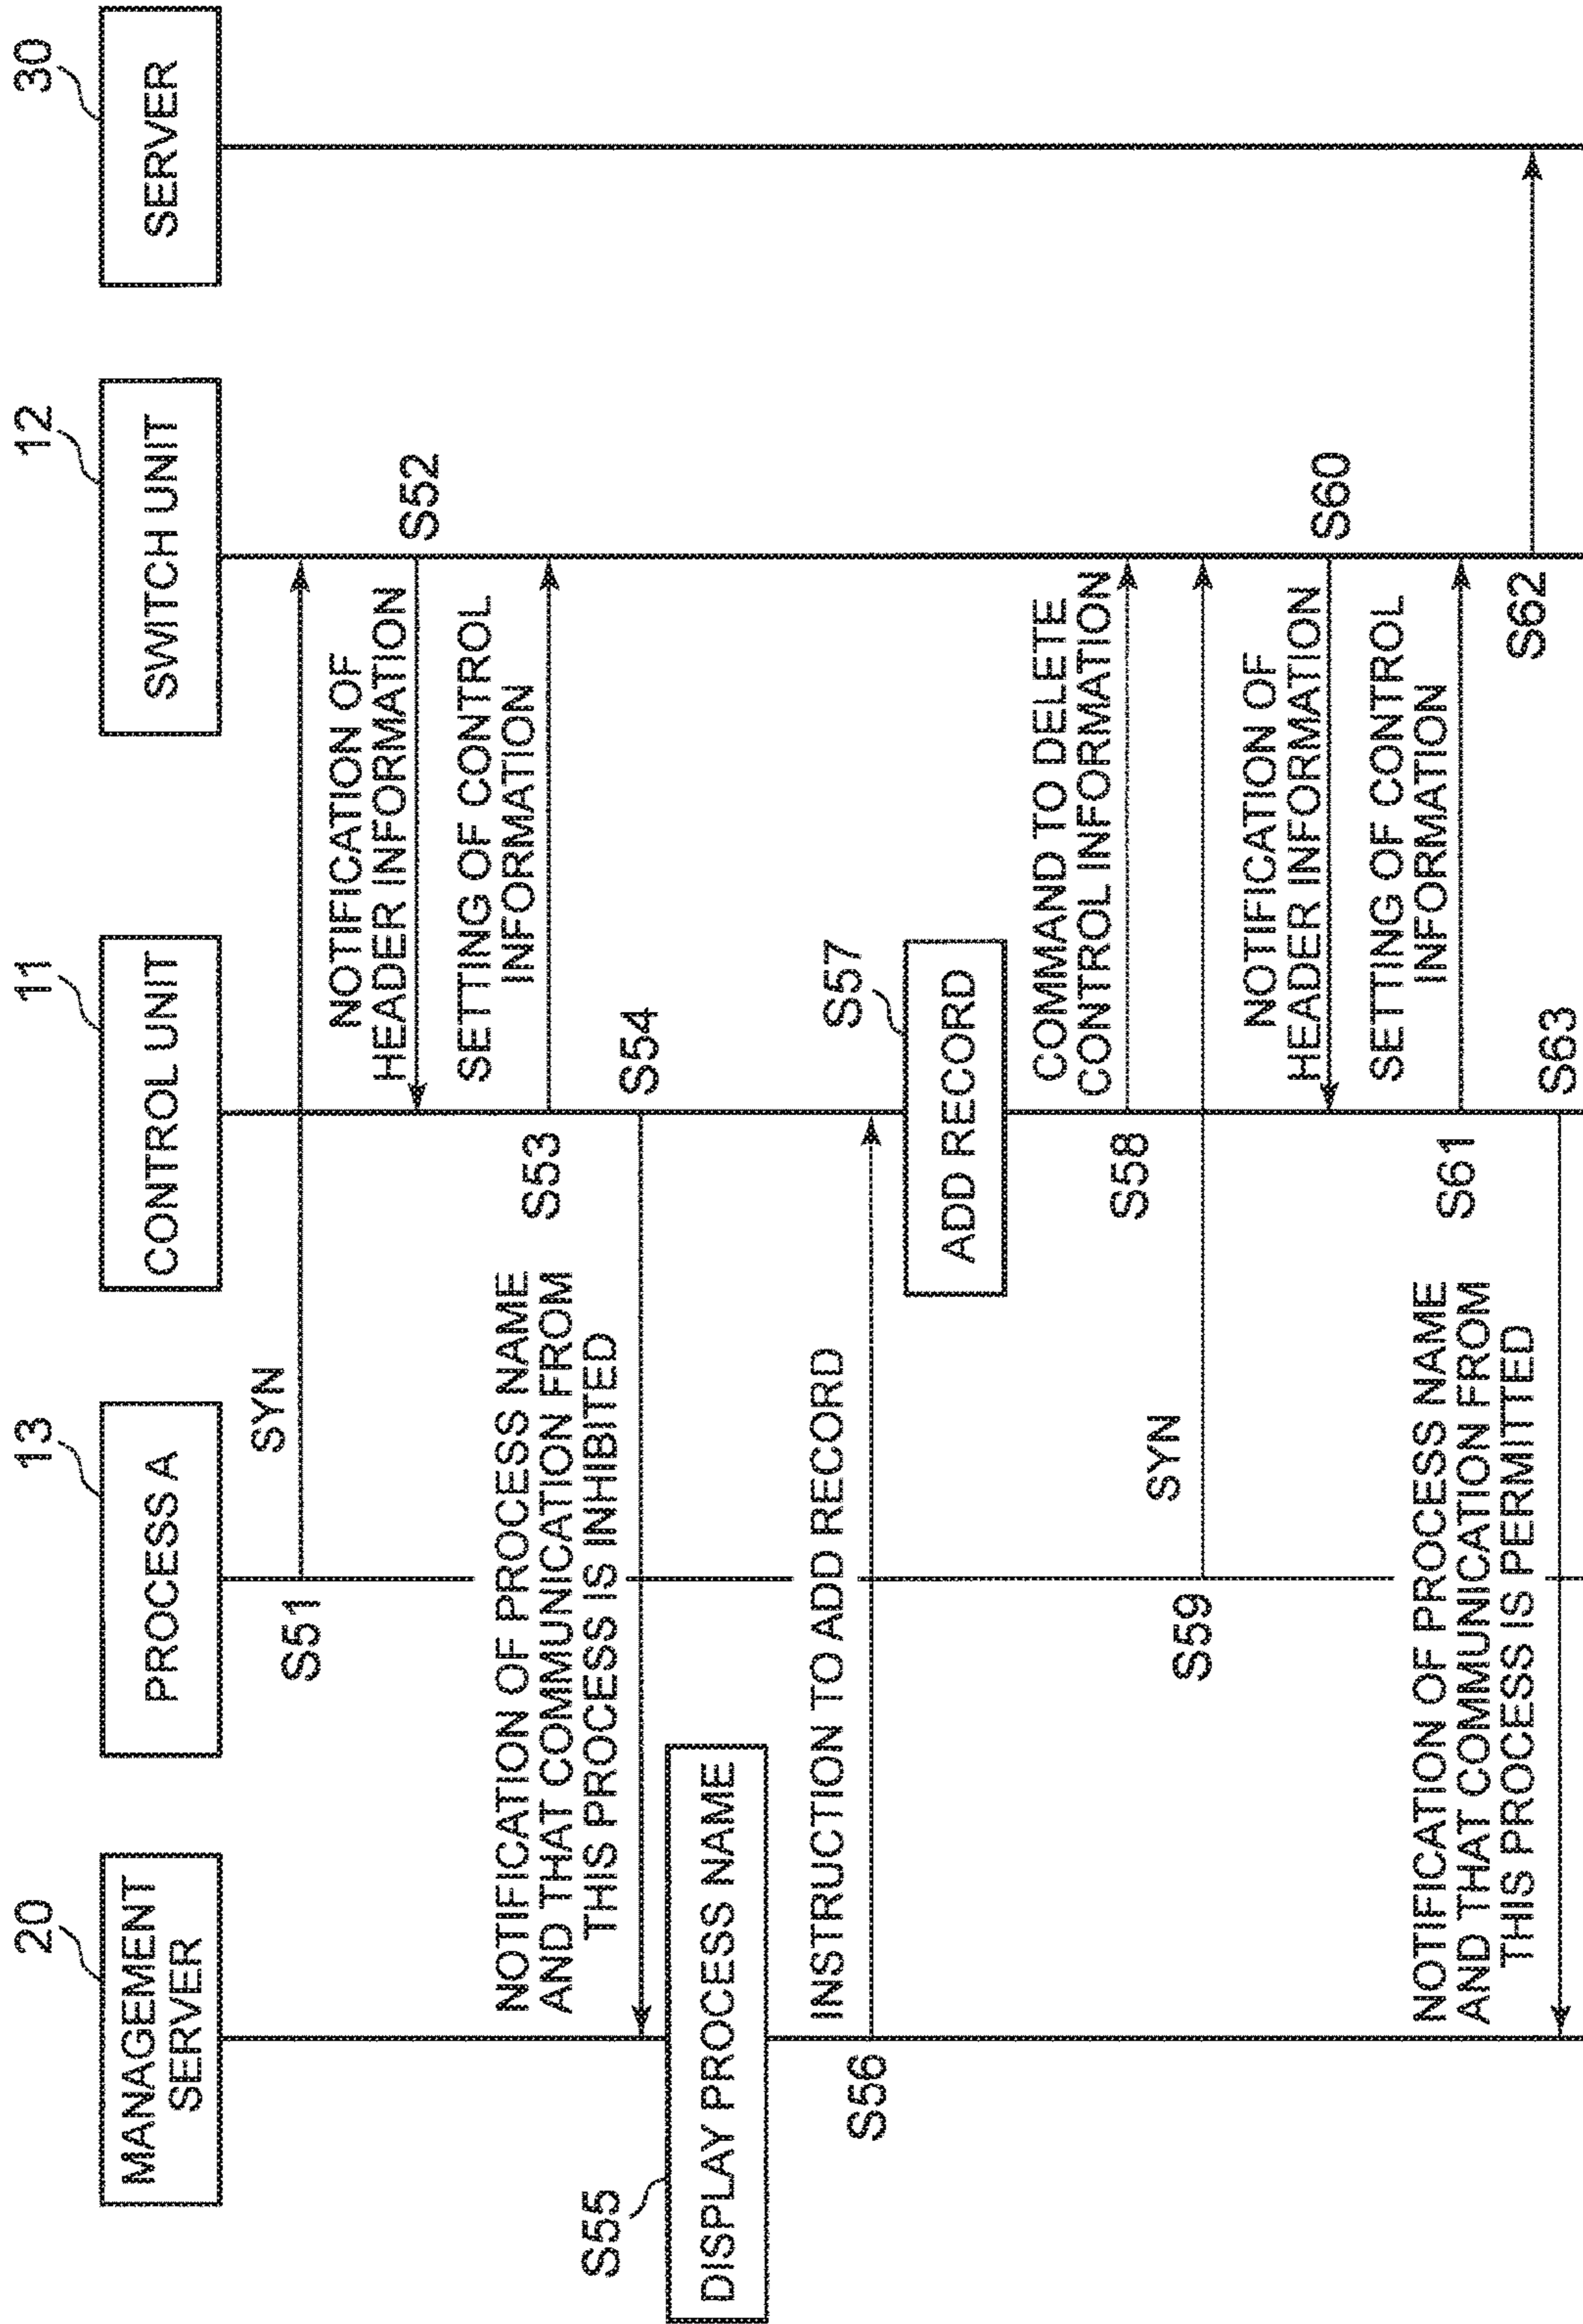 20
MANAGEMENT
SERVER
13
PROCESS A
11
CONTROL UNIT
12
SWITCH UNIT
30
SERVER
S51
SYN
NOTIFICATION OF
HEADER INFORMATION
S52
SETTING OF CONTROL
INFORMATION
S53
NOTIFICATION OF PROCESS NAME
AND THAT COMMUNICATION FROM
THIS PROCESS IS INHIBITED
S54
S55
DISPLAY PROCESS NAME
INSTRUCTION TO ADD RECORD
S56
S57
ADD RECORD
COMMAND TO DELETE
CONTROL INFORMATION
S58
SYN
S59
NOTIFICATION OF
HEADER INFORMATION
S60
SETTING OF CONTROL
INFORMATION
S61
S62
NOTIFICATION OF PROCESS NAME
AND THAT COMMUNICATION FROM
THIS PROCESS IS PERMITTED
S63